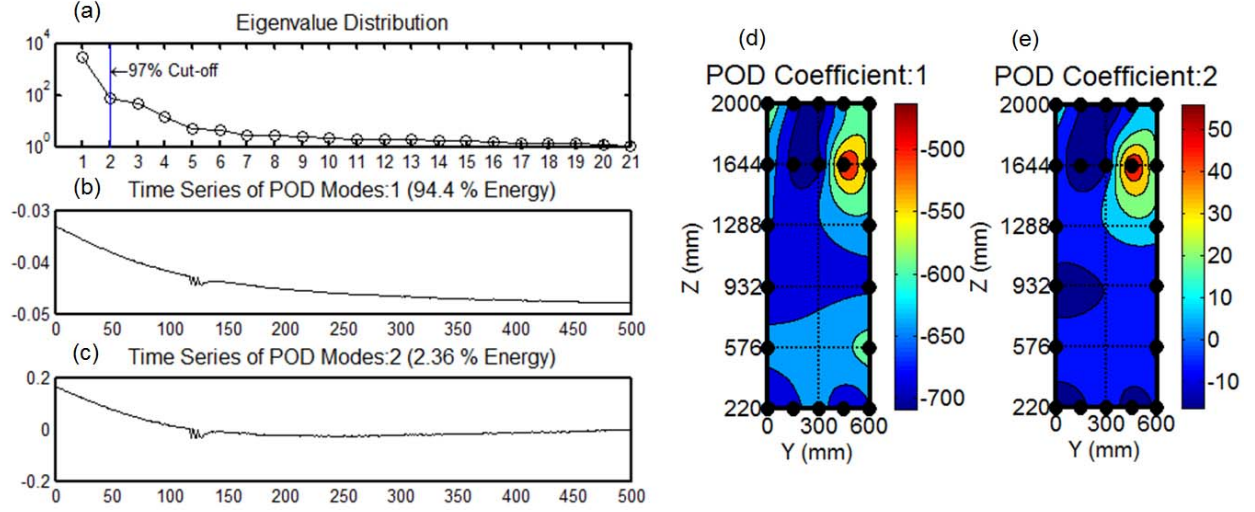 (a)
Eigenvalue Distribution
10^4
10^2
10^0
←97% Cut-off
1 2 3 4 5 6 7 8 9 10 11 12 13 14 15 16 17 18 19 20 21
(b)
Time Series of POD Modes:1 (94.4 % Energy)
-0.03
-0.04
-0.05
0 50 100 150 200 250 300 350 400 450 500
(c)
Time Series of POD Modes:2 (2.36 % Energy)
0.2
0
-0.2
0 50 100 150 200 250 300 350 400 450 500
(d)
POD Coefficient:1
Z (mm)
2000
1644
1288
932
576
220
0 300 600
Y (mm)
-500
-550
-600
-650
-700
(e)
POD Coefficient:2
Z (mm)
2000
1644
1288
932
576
220
0 300 600
Y (mm)
50
40
30
20
10
0
-10